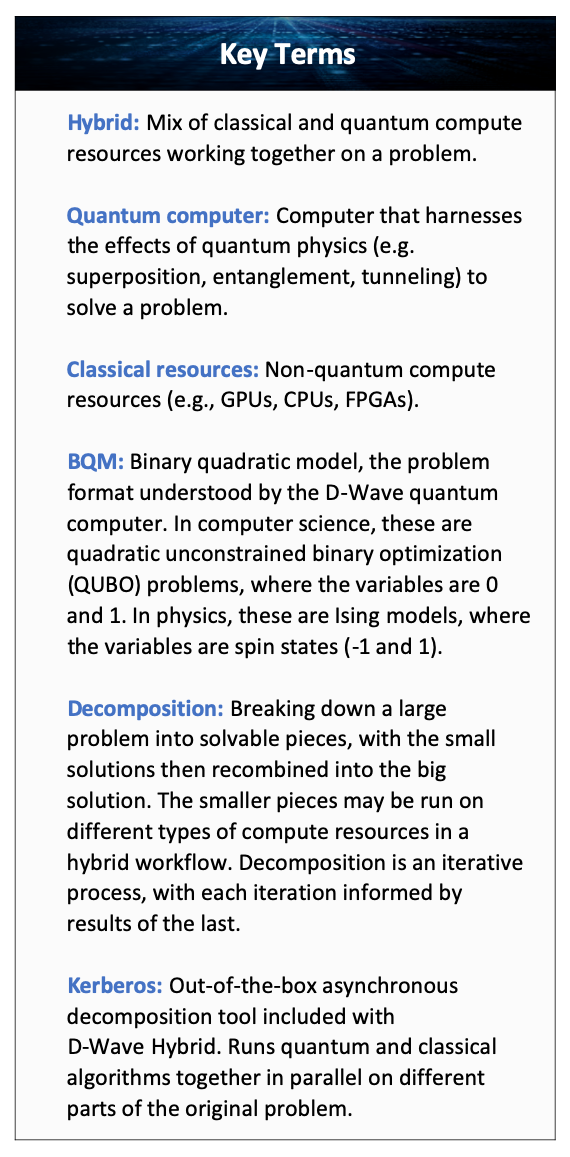 Key Terms
Hybrid: Mix of classical and quantum compute
resources working together on a problem.
Quantum computer: Computer that harnesses
the effects of quantum physics (e.g.
superposition, entanglement, tunneling) to
solve a problem.
Classical resources: Non-quantum compute
resources (e.g., GPUs, CPUs, FPGAs).
BQM: Binary quadratic model, the problem
format understood by the D-Wave quantum
computer. In computer science, these are
quadratic unconstrained binary optimization
(QUBO) problems, where the variables are 0
and 1. In physics, these are Ising models, where
the variables are spin states (-1 and 1).
Decomposition: Breaking down a large
problem into solvable pieces, with the small
solutions then recombined into the big
solution. The smaller pieces may be run on
different types of compute resources in a
hybrid workflow. Decomposition is an iterative
process, with each iteration informed by
results of the last.
Kerberos: Out-of-the-box asynchronous
decomposition tool included with
D-Wave Hybrid. Runs quantum and classical
algorithms together in parallel on different
parts of the original problem.